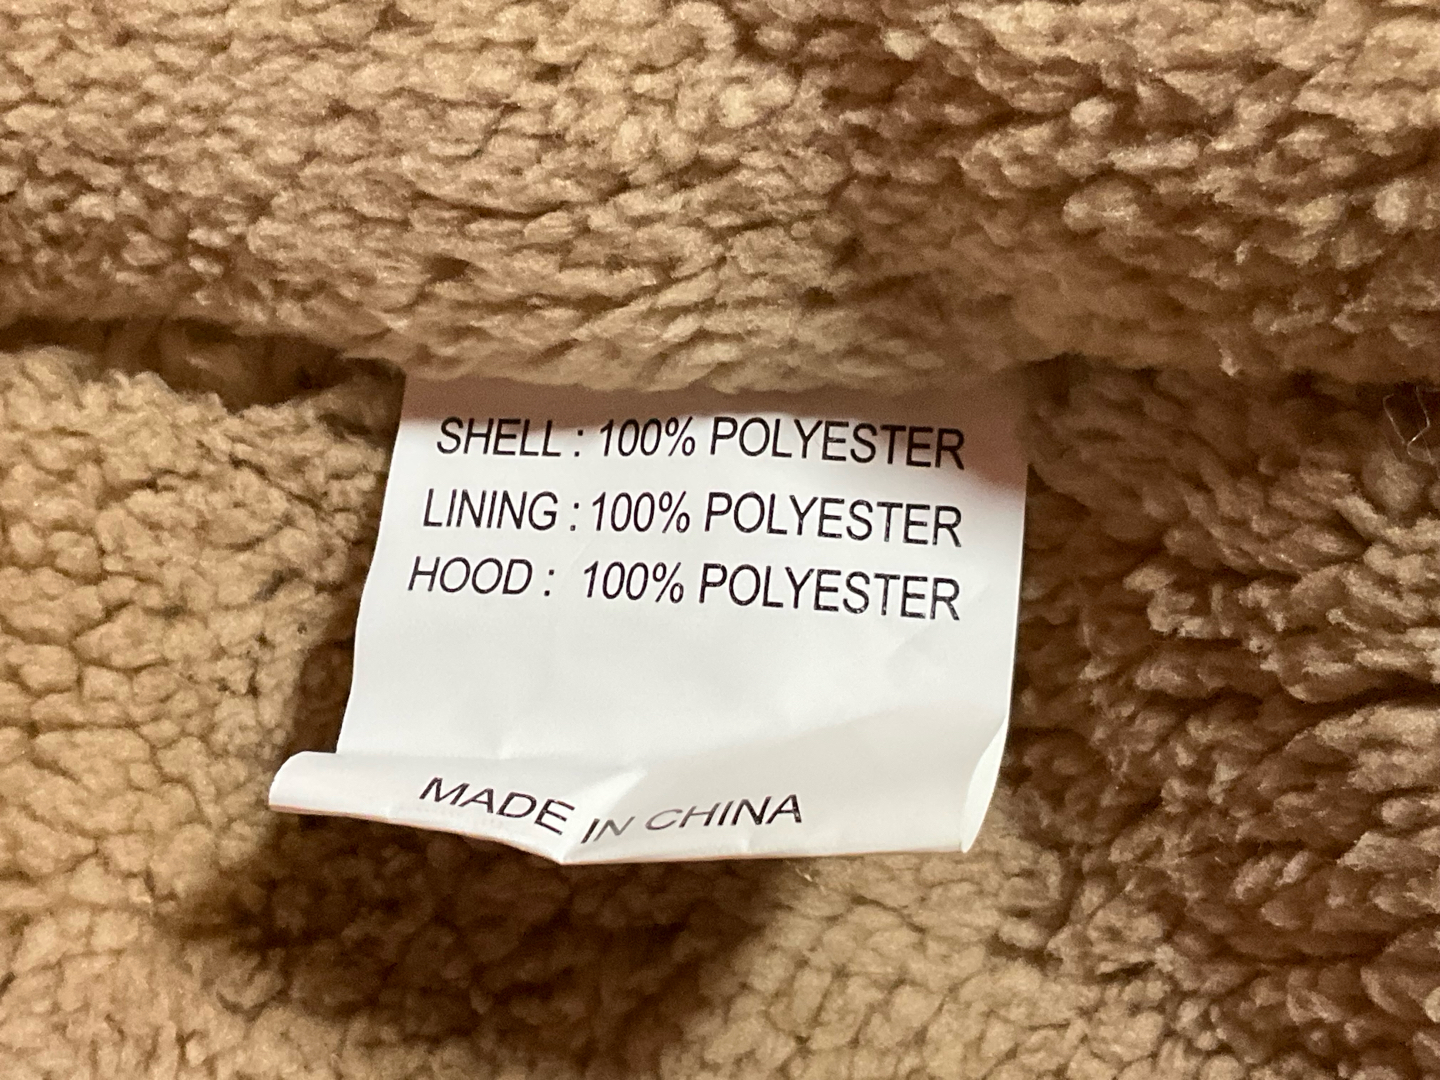 SHELL : 100% POLYESTER
LINING : 100% POLYESTER
HOOD : 100% POLYESTER
MADE IN CHINA